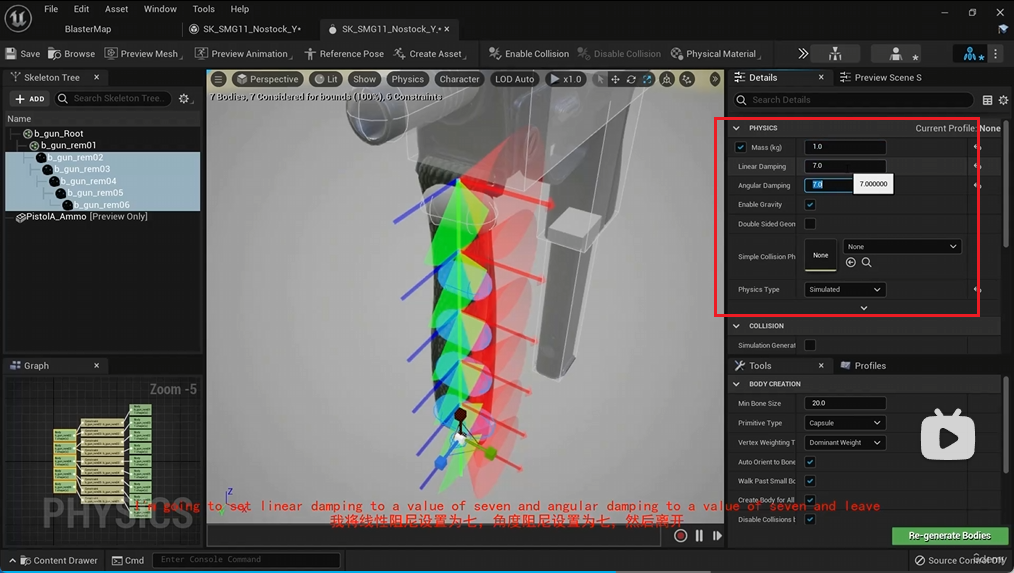 File Edit Asset Window Tools Help
BlasterMap
SK_SMG11_Nostock_Y*
SK_SMG11_Nostock_Y*
Save
Browse
Preview Mesh
Preview Animation
Reference Pose
Create Asset
Enable Collision
Disable Collision
Physical Material
Skeleton Tree
ADD
Search Skeleton Tree...
Name
b_gun_Root
b_gun_rem01
b_gun_rem02
b_gun_rem03
b_gun_rem04
b_gun_rem05
b_gun_rem06
PistolA_Ammo [Preview Only]
Graph
Zoom -5
PHYSICS
Perspective
Lit
Show
Physics
Character
LOD Auto
x1.0
7 Bodies, 7 Considered for bounds (100%), 6 Constraints
Z
I'm going to set linear damping to a value of seven and angular damping to a value of seven and leave
我将线性阻尼设置为七，角度阻尼设置为七，然后离开
Details
Preview Scene S
Search Details
PHYSICS
Current Profile: None
Mass (kg) 1.0
Linear Damping 7.0
Angular Damping 7.0
7.000000
Enable Gravity
Double Sided Geon
Simple Collision Ph
None
None
Physics Type Simulated
COLLISION
Simulation Generat
Tools
Profiles
BODY CREATION
Min Bone Size 20.0
Primitive Type Capsule
Vertex Weighting T Dominant Weight
Auto Orient to Bone
Walk Past Small Bo
Create Body for All
Disable Collisions
Re-generate Bodies
Content Drawer
Cmd
Enter Console Command
Source Control Off
ûdemy